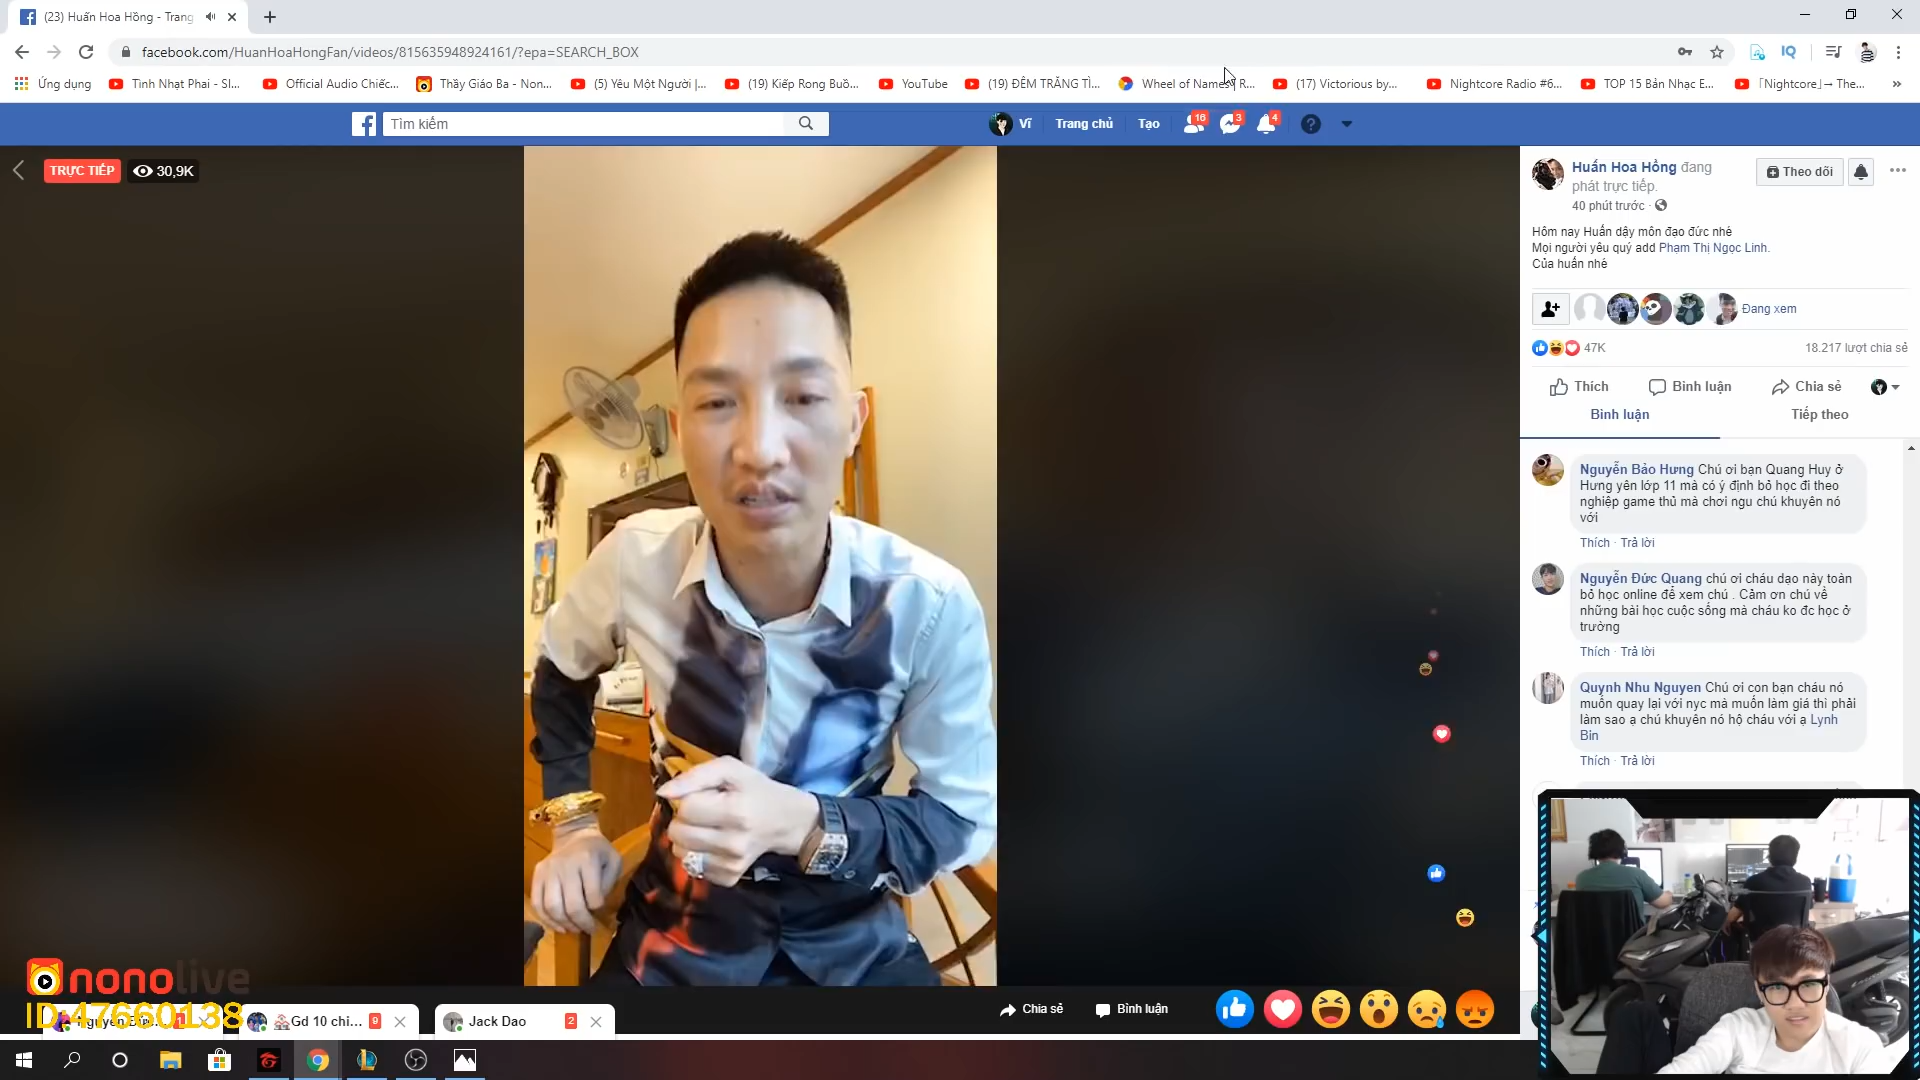 (23) Huấn Hoa Hồng - Trang
facebook.com/HuanHoaHongFan/videos/815635948924161/?epa=SEARCH_BOX
Ứng dụng
Tình Nhạt Phai - Sl...
Official Audio Chiếc...
Thầy Giáo Ba - Non...
(5) Yêu Một Người |...
(19) Kiếp Rong Buồ...
YouTube
(19) ĐÊM TRĂNG TÌ...
Wheel of Names | R...
(17) Victorious by...
Nightcore Radio #6...
TOP 15 Bản Nhạc E...
「Nightcore」→ The...
Tìm kiếm
Vĩ
Trang chủ
Tạo
16
3
4
TRỰC TIẾP
30,9K
Huấn Hoa Hồng đang
phát trực tiếp.
40 phút trước ·
Theo dõi
Hôm nay Huấn dậy môn đạo đức nhé
Mọi người yêu quý add Phạm Thị Ngọc Linh.
Của huấn nhé
Đang xem
47K
18.217 lượt chia sẻ
Thích
Bình luận
Chia sẻ
Bình luận
Tiếp theo
Nguyễn Bảo Hưng Chú ơi bạn Quang Huy ở
Hưng yên lớp 11 mà có ý định bỏ học đi theo
nghiệp game thủ mà chơi ngu chú khuyên nó
với
Thích · Trả lời
Nguyễn Đức Quang chú ơi cháu dạo này toàn
bỏ học online để xem chú . Cảm ơn chú về
những bài học cuộc sống mà cháu ko đc học ở
trường
Thích · Trả lời
Quynh Nhu Nguyen Chú ơi con bạn cháu nó
muốn quay lại với nyc mà muốn làm giá thì phải
làm sao ạ chú khuyên nó hộ cháu với ạ Lynh
Bin
Thích · Trả lời
nonolive
ID:47660138
Gd 10 chi...
9
Jack Dao
2
Chia sẻ
Bình luận